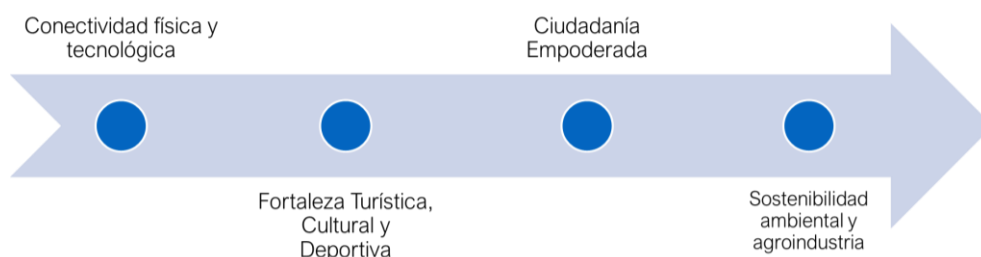 Conectividad física y
tecnológica
Fortaleza Turística,
Cultural y
Deportiva
Ciudadanía
Empoderada
Sostenibilidad
ambiental y
agroindustria